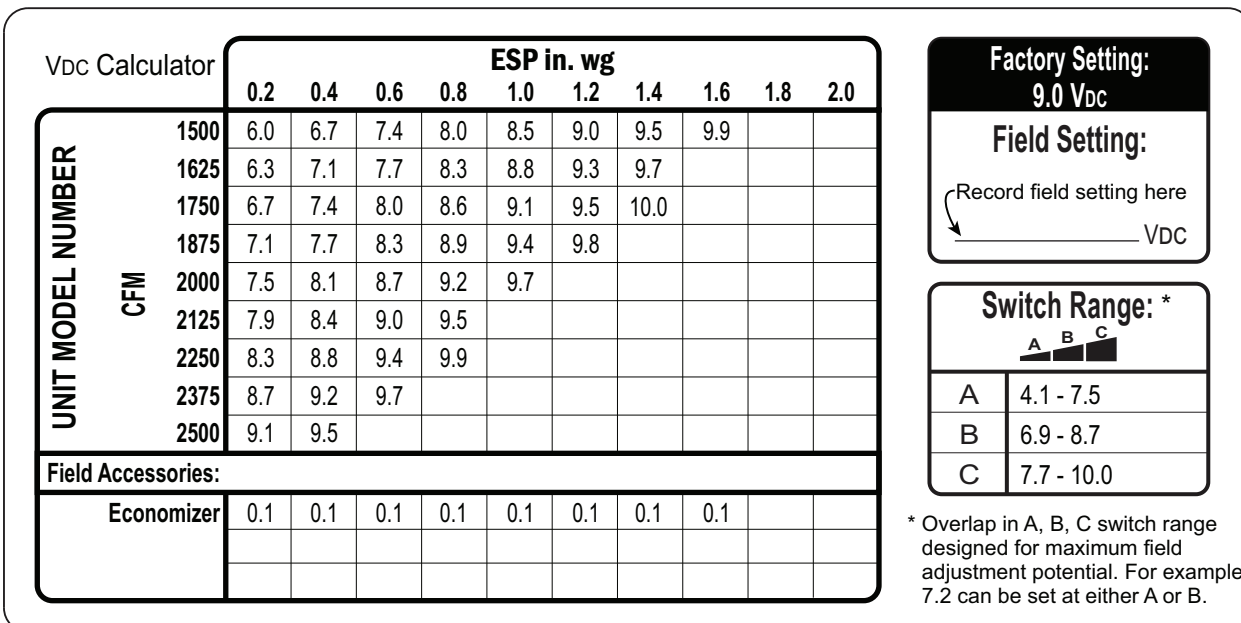 VDC Calculator
ESP in. wg
0.2 0.4 0.6 0.8 1.0 1.2 1.4 1.6 1.8 2.0
UNIT MODEL NUMBER
CFM
1500 6.0 6.7 7.4 8.0 8.5 9.0 9.5 9.9
1625 6.3 7.1 7.7 8.3 8.8 9.3 9.7
1750 6.7 7.4 8.0 8.6 9.1 9.5 10.0
1875 7.1 7.7 8.3 8.9 9.4 9.8
2000 7.5 8.1 8.7 9.2 9.7
2125 7.9 8.4 9.0 9.5
2250 8.3 8.8 9.4 9.9
2375 8.7 9.2 9.7
2500 9.1 9.5
Field Accessories:
Economizer 0.1 0.1 0.1 0.1 0.1 0.1 0.1 0.1
Factory Setting:
9.0 VDC
Field Setting:
Record field setting here
VDC
Switch Range: *
A B C
A 4.1 - 7.5
B 6.9 - 8.7
C 7.7 - 10.0
* Overlap in A, B, C switch range
designed for maximum field
adjustment potential. For example
7.2 can be set at either A or B.